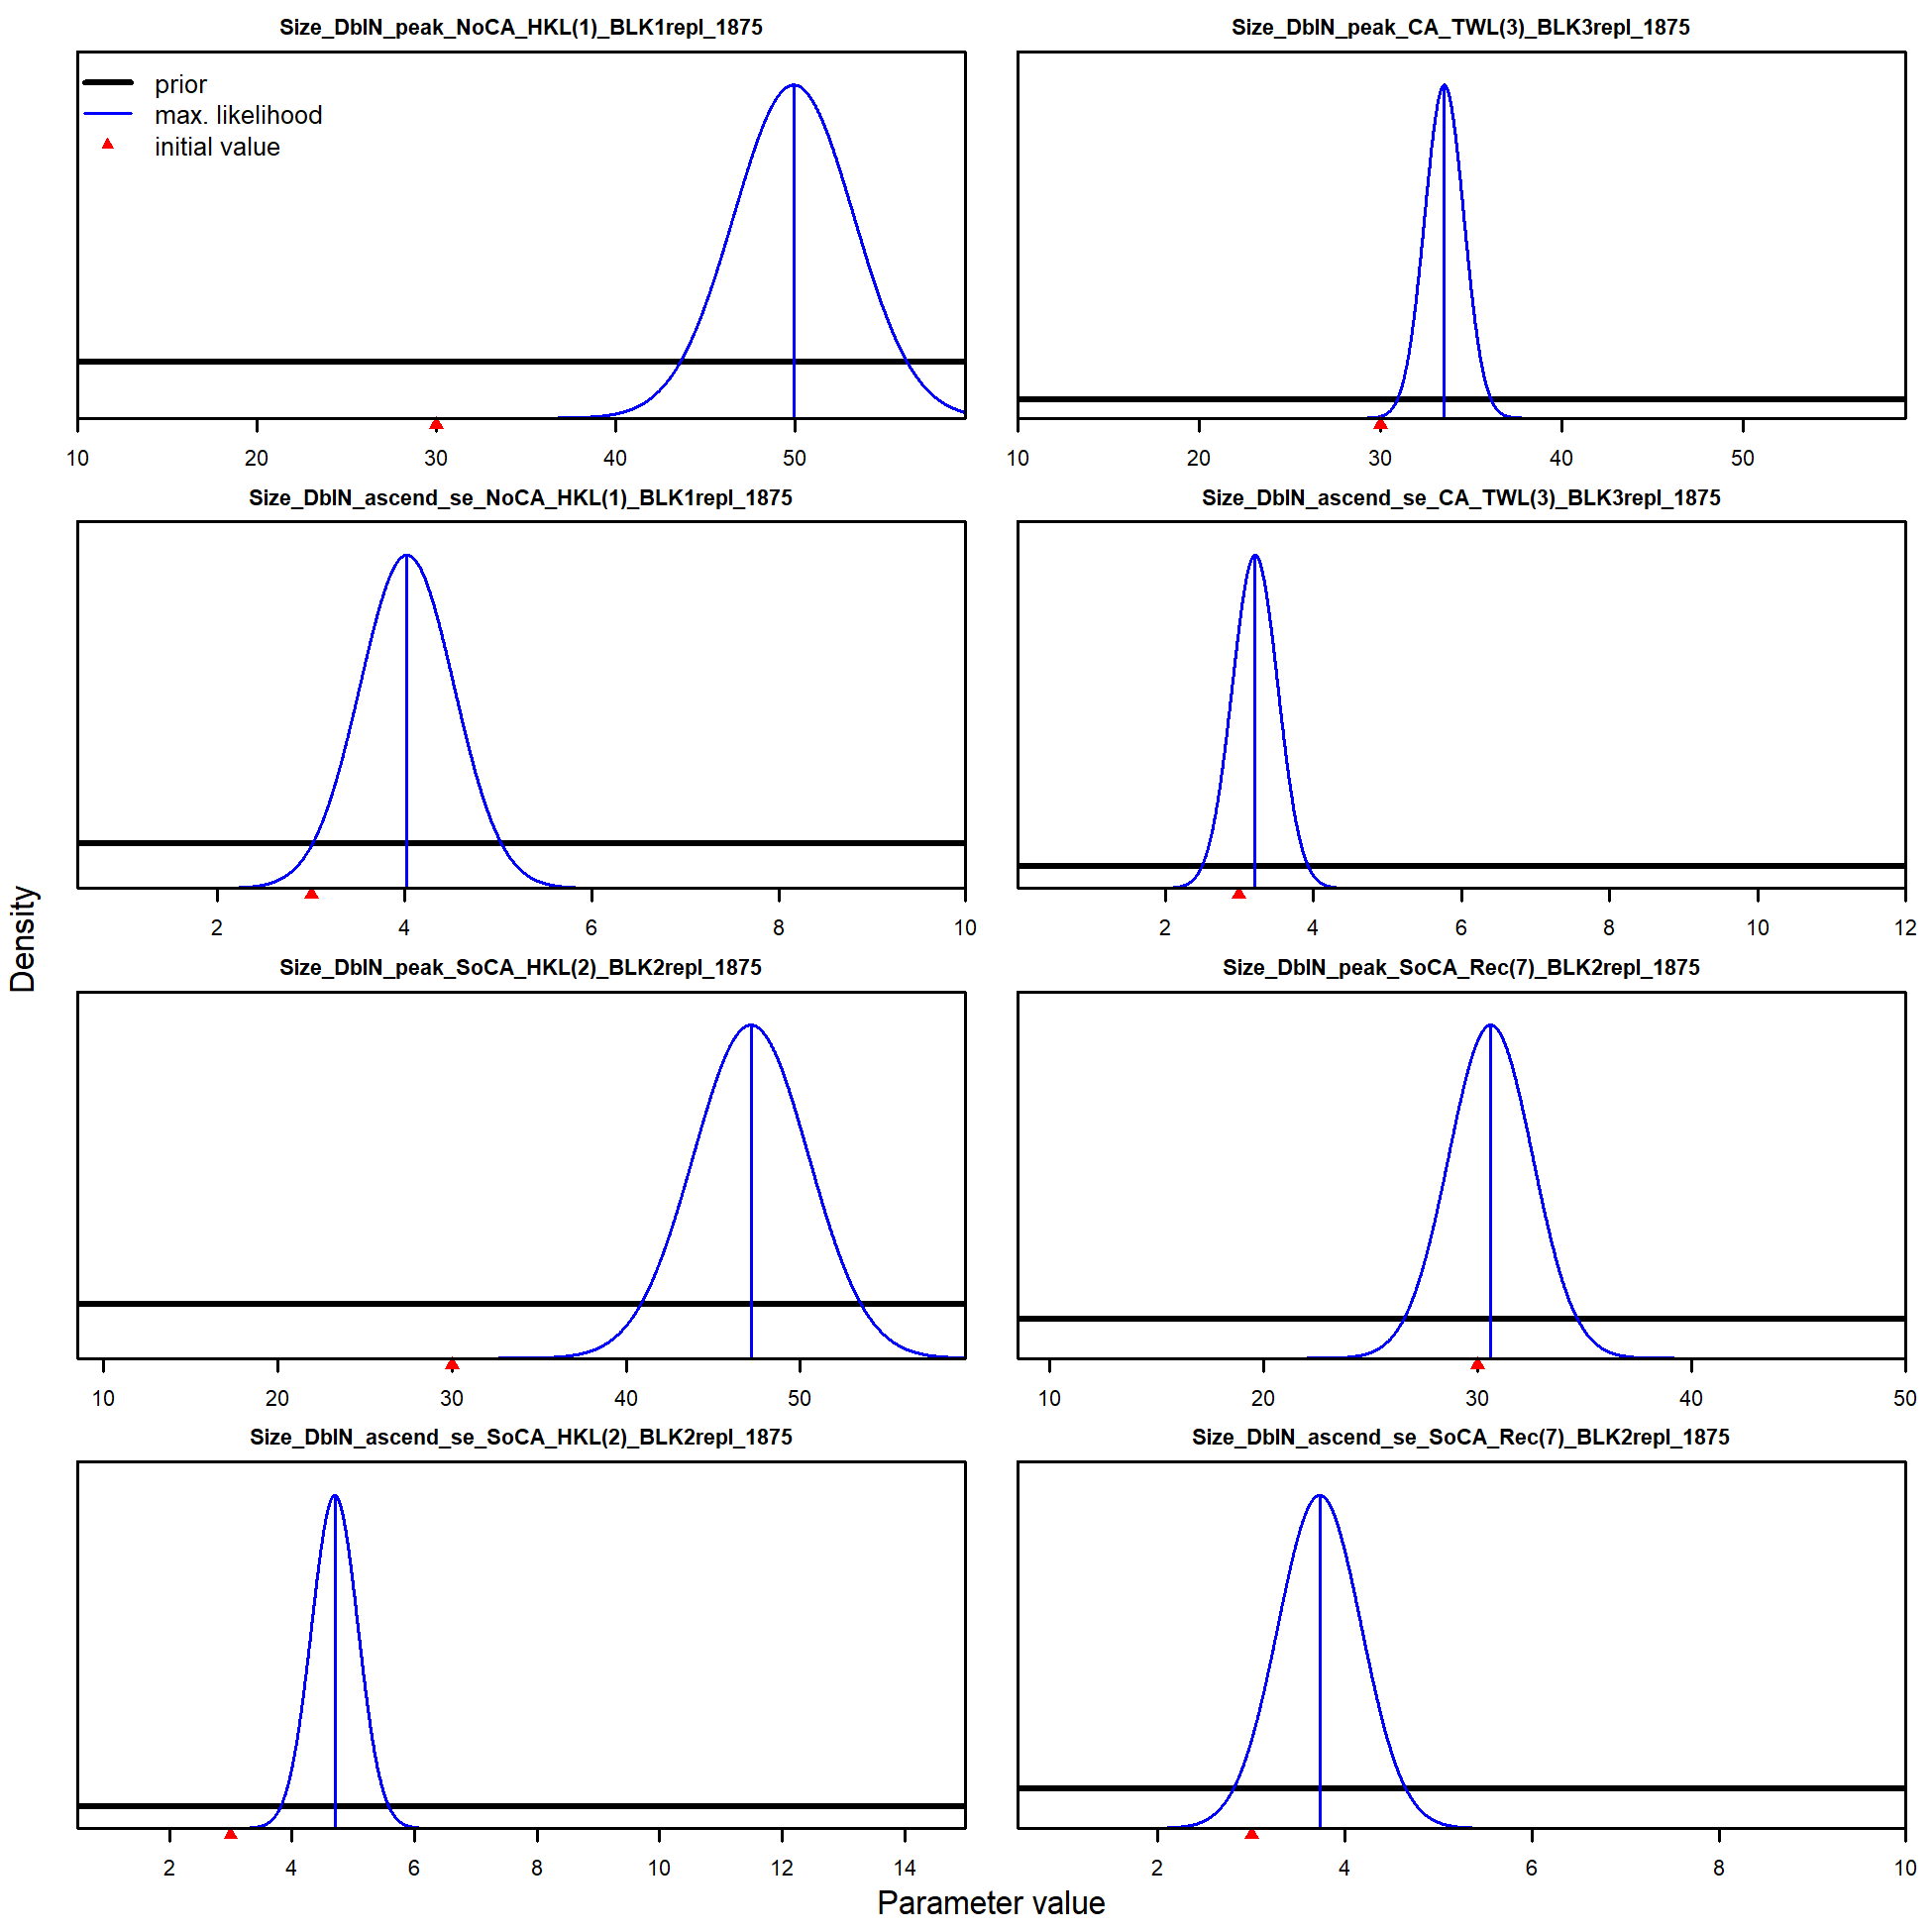 Size_DblN_peak_NoCA_HKL(1)_BLK1repl_1875
prior
max. likelihood
initial value
10 20 30 40 50
Size_DblN_peak_CA_TWL(3)_BLK3repl_1875
10 20 30 40 50
Size_DblN_ascend_se_NoCA_HKL(1)_BLK1repl_1875
2 4 6 8 10
Size_DblN_ascend_se_CA_TWL(3)_BLK3repl_1875
2 4 6 8 10 12
Size_DblN_peak_SoCA_HKL(2)_BLK2repl_1875
10 20 30 40 50
Size_DblN_peak_SoCA_Rec(7)_BLK2repl_1875
10 20 30 40 50
Size_DblN_ascend_se_SoCA_HKL(2)_BLK2repl_1875
2 4 6 8 10 12 14
Size_DblN_ascend_se_SoCA_Rec(7)_BLK2repl_1875
2 4 6 8 10
Density
Parameter value